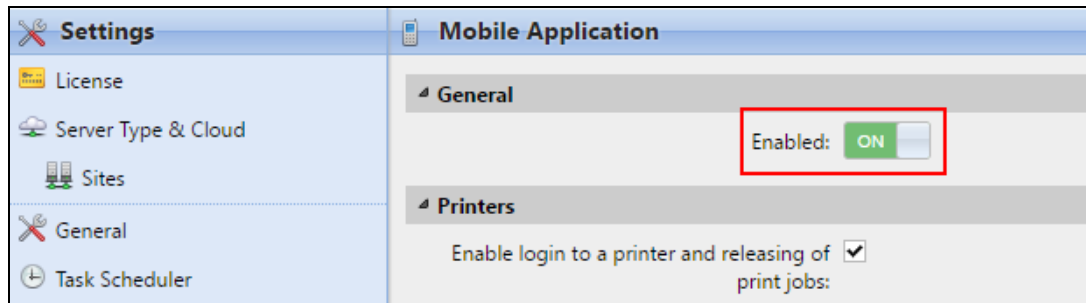 Settings
License
Server Type & Cloud
Sites
General
Task Scheduler
Mobile Application
General
Enabled: ON
Printers
Enable login to a printer and releasing of
print jobs: